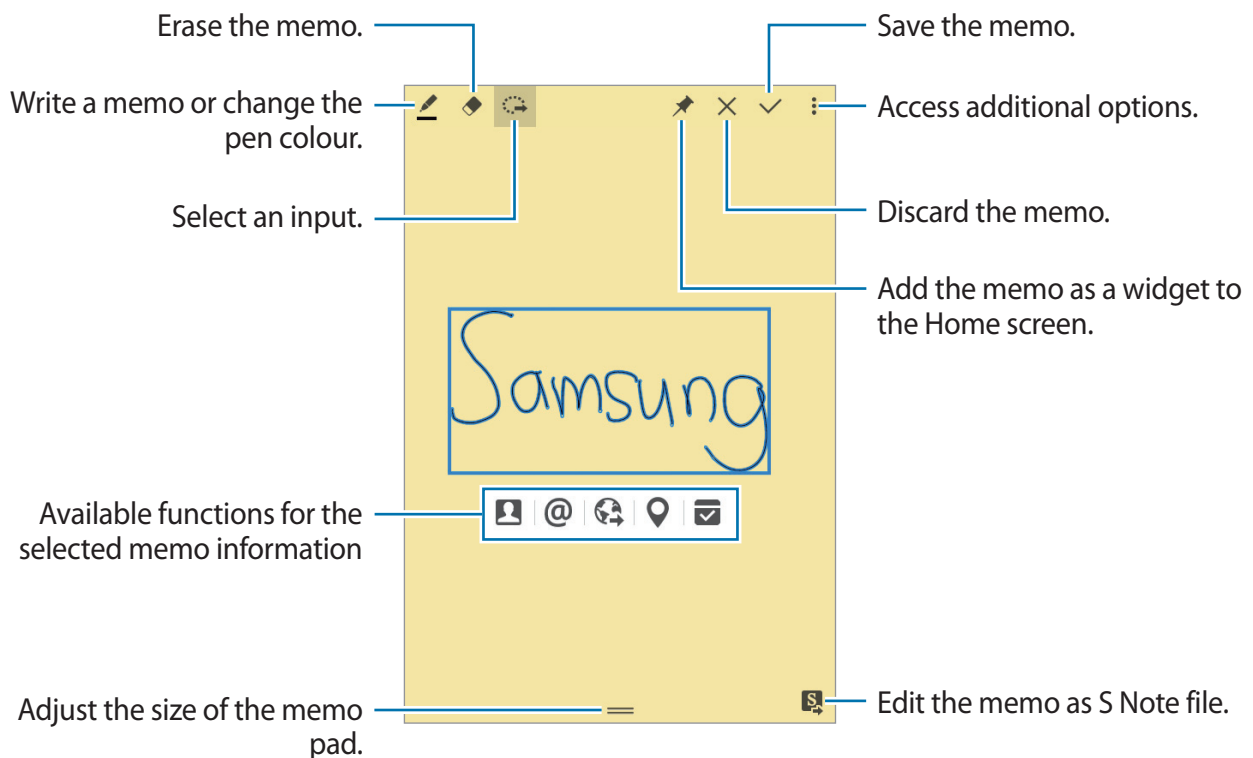 Erase the memo.
Save the memo.
Write a memo or change the
pen colour.
Access additional options.
Select an input.
Discard the memo.
Add the memo as a widget to
the Home screen.
Samsung
@
Available functions for the
selected memo information
S
Edit the memo as S Note file.
Adjust the size of the memo
pad.